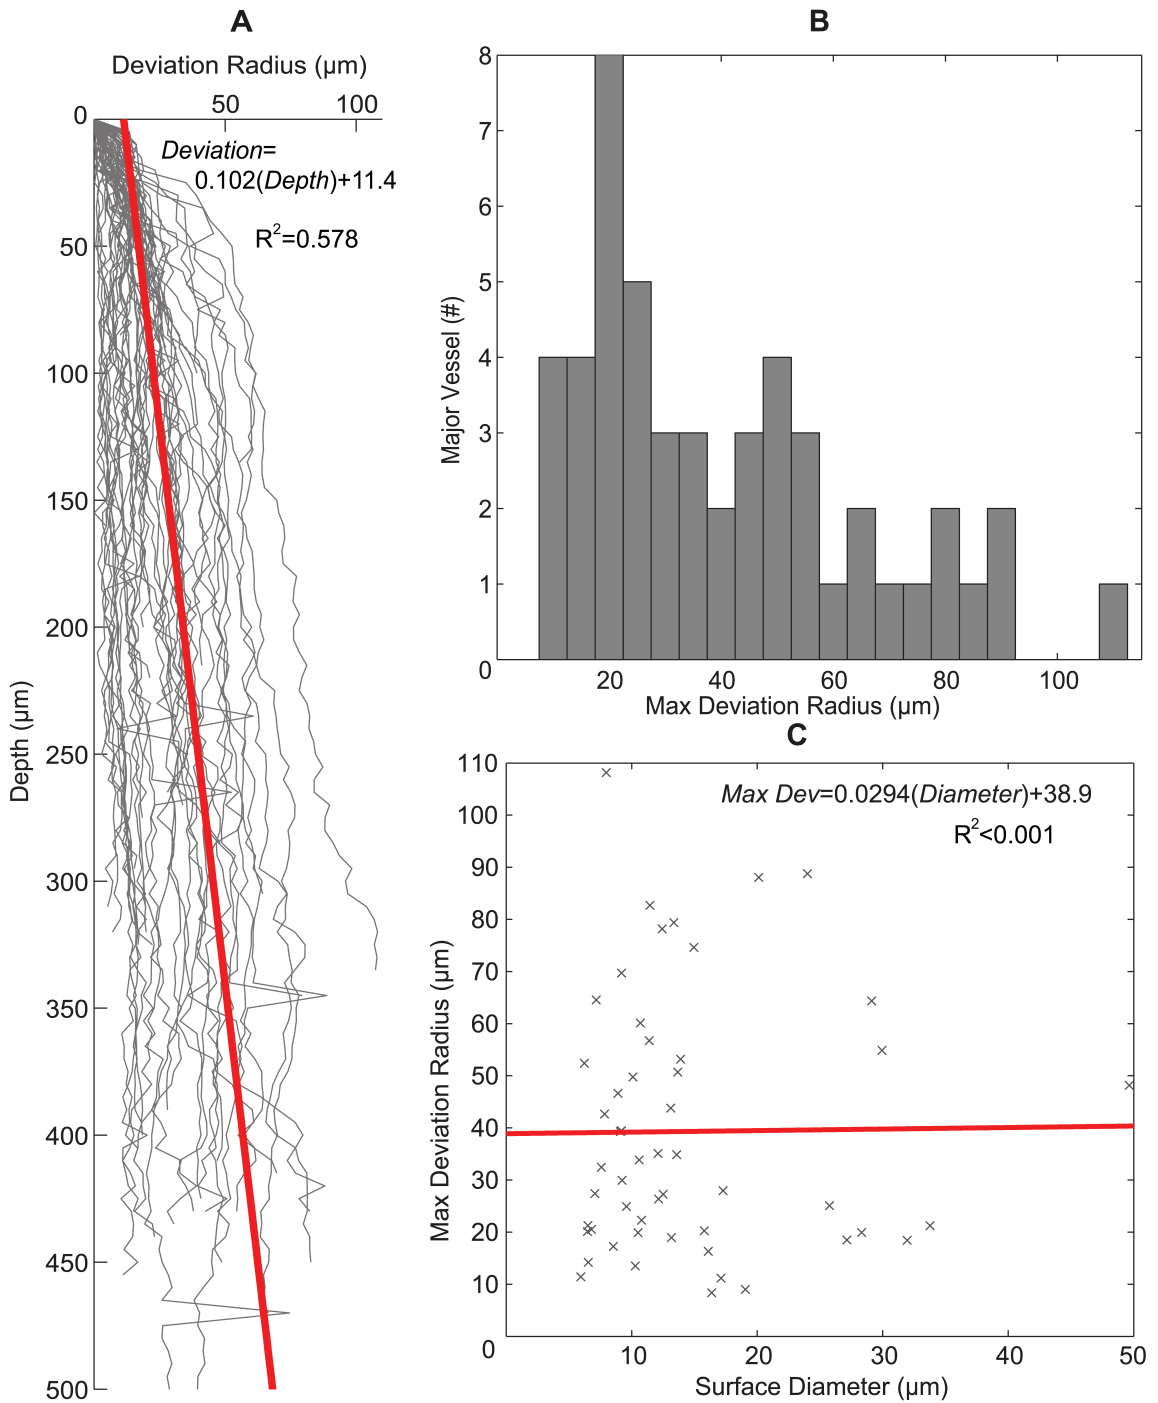 A
Deviation Radius (µm)
0 50 100
Deviation=
0.102(Depth)+11.4
R²=0.578
50
100
150
200
250
300
350
400
450
500
Depth (µm)
B
8
7
6
5
4
3
2
1
0
Major Vessel (#)
20 40 60 80 100
Max Deviation Radius (µm)
C
110
100
90
80
70
60
50
40
30
20
10
0
Max Deviation Radius (µm)
Max Dev=0.0294(Diameter)+38.9
R²<0.001
10 20 30 40 50
Surface Diameter (µm)